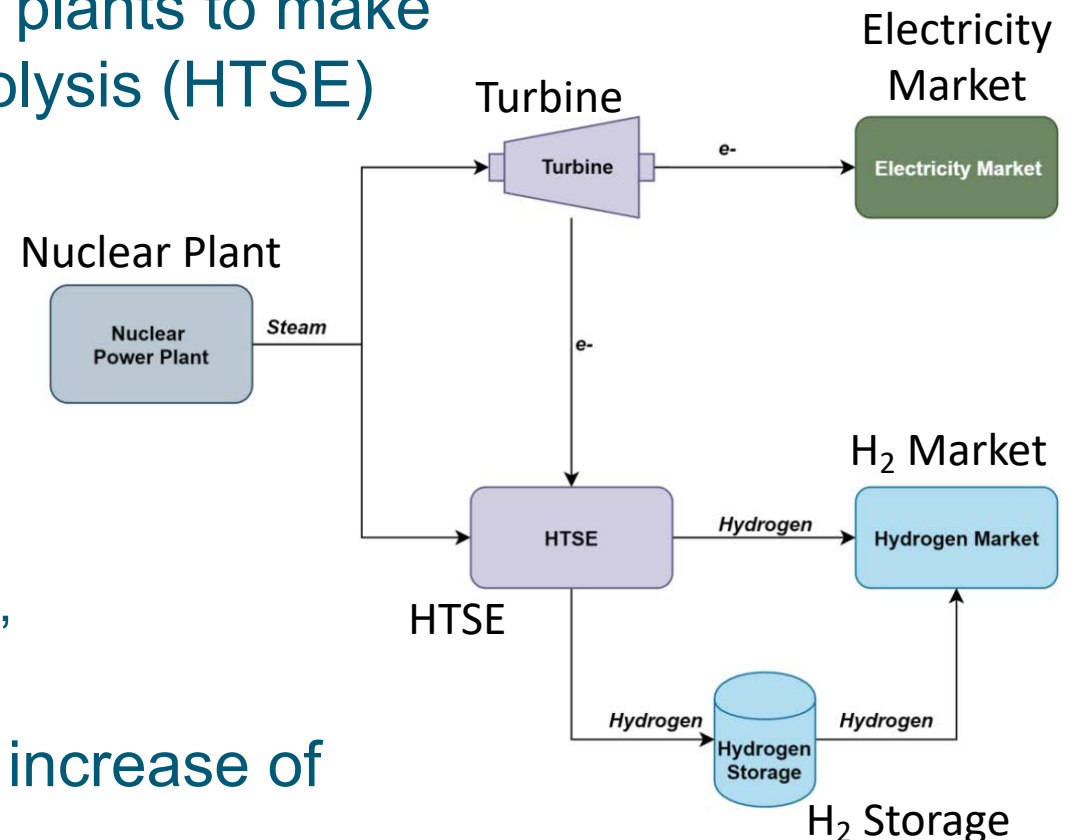 plants to make
olysis (HTSE)
Electricity
Market
Turbine
Turbine
e-
Electricity Market
Nuclear Plant
Nuclear
Power Plant
Steam
e-
H₂ Market
HTSE
Hydrogen
Hydrogen Market
HTSE
,
Hydrogen
Hydrogen
Hydrogen
Storage
increase of
H₂ Storage